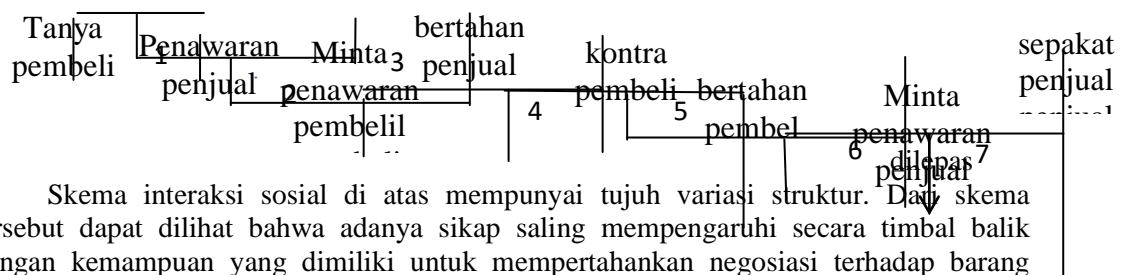 Tanya
pembeli
1
Penawaran
penjual
2
Minta
penawaran
pembelil
3
bertahan
penjual
4
kontra
pembeli
5
bertahan
pembel
6
Minta
penawaran
penjual
dilepas
7
sepakat
penjual
Skema interaksi sosial di atas mempunyai tujuh variasi struktur. Dari skema
rsebut dapat dilihat bahwa adanya sikap saling mempengaruhi secara timbal balik
ngan kemampuan yang dimiliki untuk mempertahankan negosiasi terhadap barang